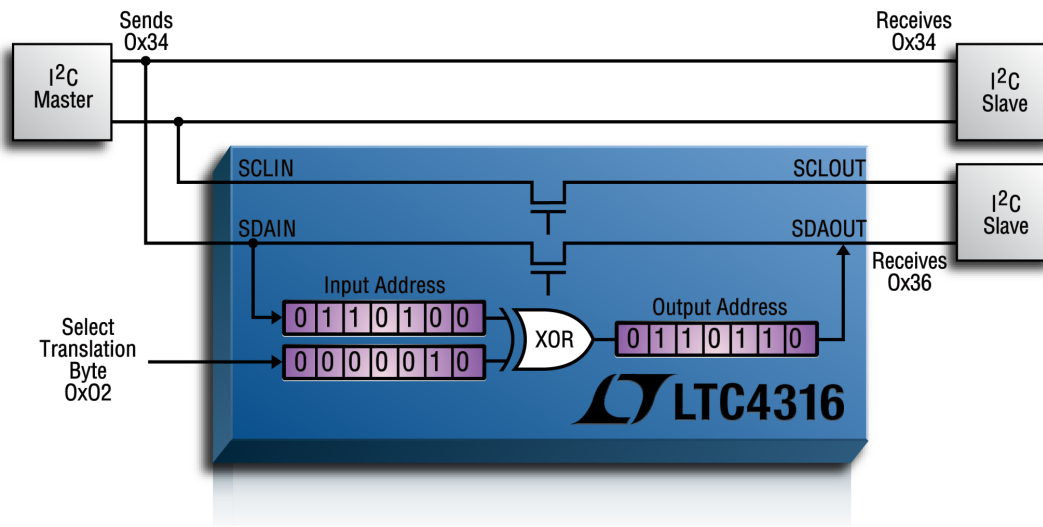 Sends
0x34
Receives
0x34
I²C
Master
I²C
Slave
SCLIN
SCLOUT
I²C
Slave
SDAIN
SDAOUT
Receives
0x36
Input Address
Output Address
Select
Translation
Byte
0x02
0 1 1 0 1 0 0
XOR
0 1 1 0 1 1 0
0 0 0 0 0 1 0
LTC4316